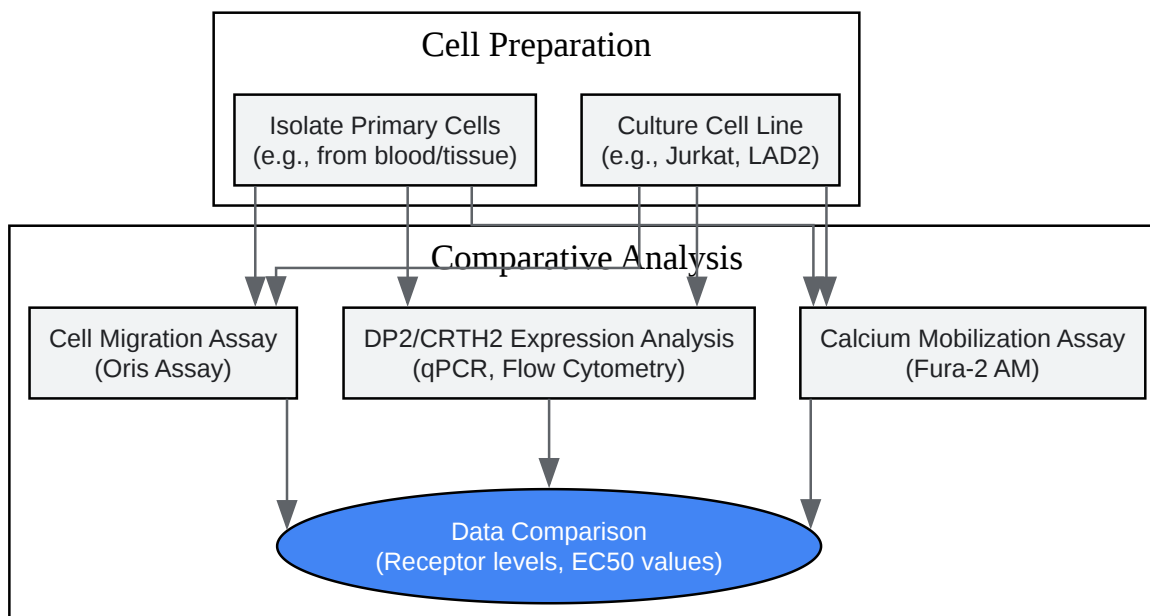 Cell Preparation
Isolate Primary Cells
(e.g., from blood/tissue)
Culture Cell Line
(e.g., Jurkat, LAD2)
Comparative Analysis
Cell Migration Assay
(Oris Assay)
DP2/CRTH2 Expression Analysis
(qPCR, Flow Cytometry)
Calcium Mobilization Assay
(Fura-2 AM)
Data Comparison
(Receptor levels, EC50 values)